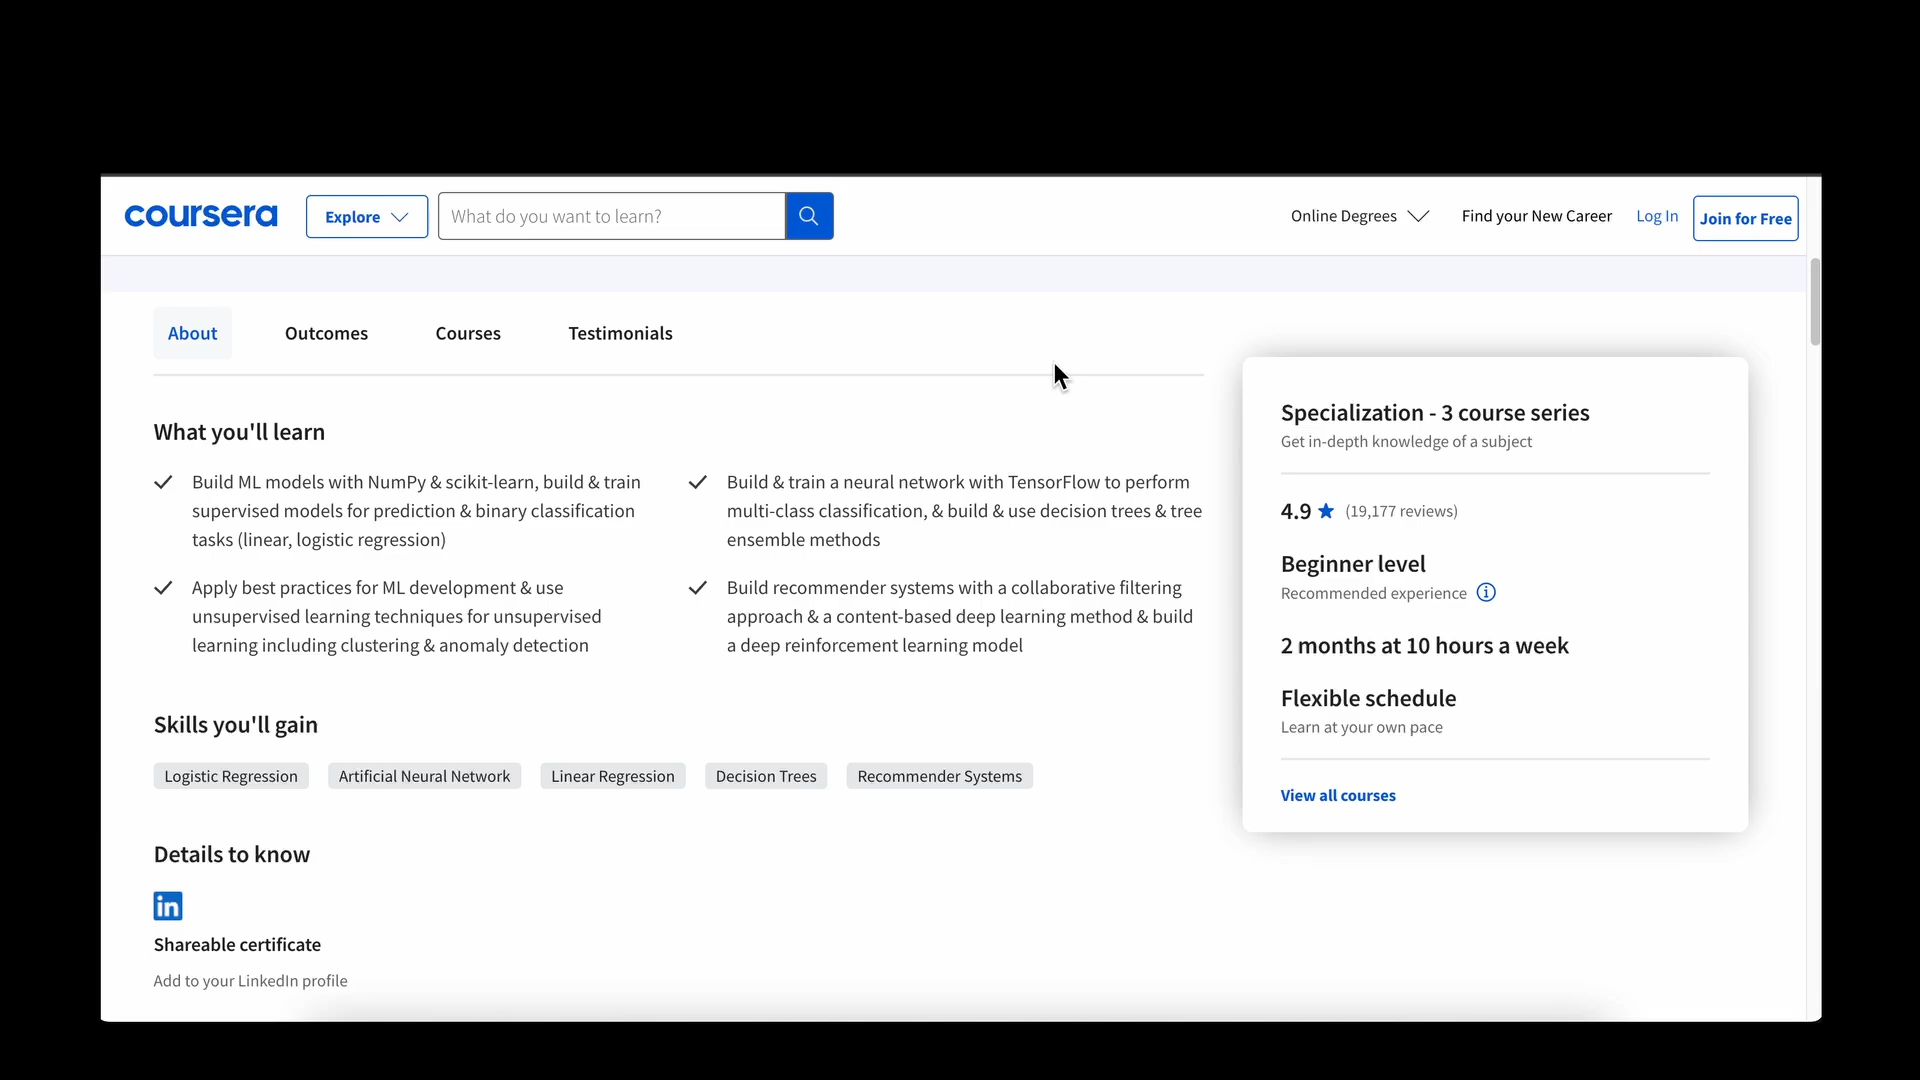 coursera
Explore
What do you want to learn?
Online Degrees
Find your New Career
Log In
Join for Free
About
Outcomes
Courses
Testimonials
What you'll learn
Build ML models with NumPy & scikit-learn, build & train
supervised models for prediction & binary classification
tasks (linear, logistic regression)
Build & train a neural network with TensorFlow to perform
multi-class classification, & build & use decision trees & tree
ensemble methods
Apply best practices for ML development & use
unsupervised learning techniques for unsupervised
learning including clustering & anomaly detection
Build recommender systems with a collaborative filtering
approach & a content-based deep learning method & build
a deep reinforcement learning model
Skills you'll gain
Logistic Regression
Artificial Neural Network
Linear Regression
Decision Trees
Recommender Systems
Details to know
in
Shareable certificate
Add to your LinkedIn profile
Specialization - 3 course series
Get in-depth knowledge of a subject
4.9 ★ (19,177 reviews)
Beginner level
Recommended experience
2 months at 10 hours a week
Flexible schedule
Learn at your own pace
View all courses